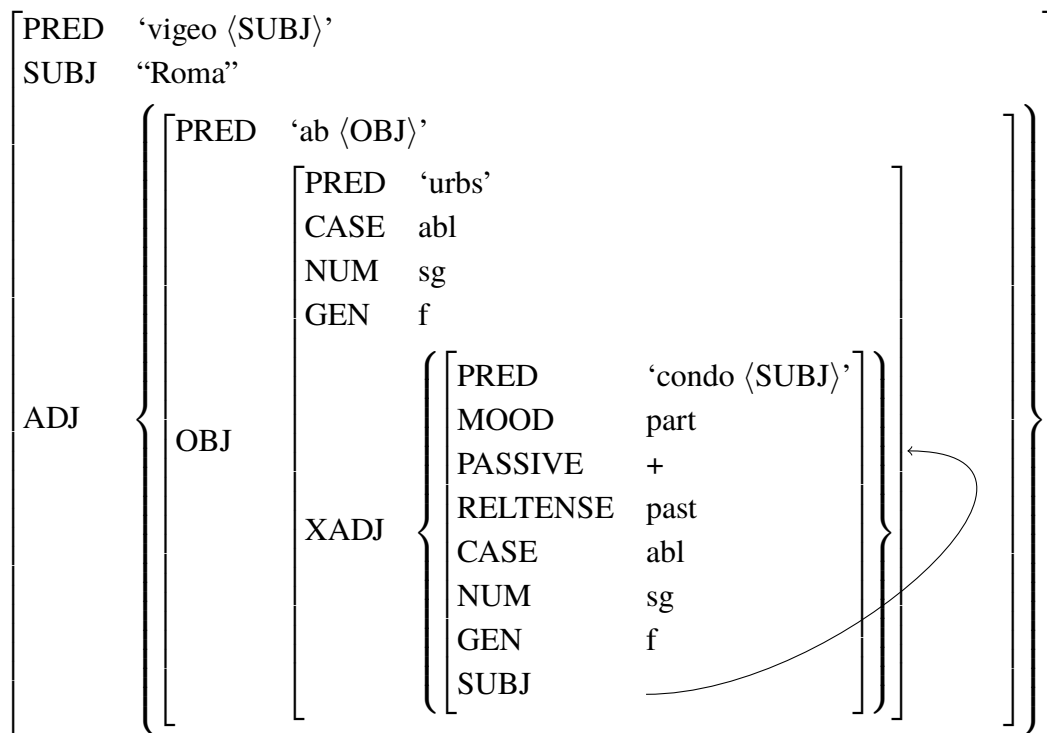 PRED ‘vigeo ⟨SUBJ⟩’
SUBJ “Roma”
PRED ‘ab ⟨OBJ⟩’
PRED ‘urbs’
CASE abl
NUM sg
GEN f
PRED ‘condo ⟨SUBJ⟩’
ADJ MOOD part
OBJ PASSIVE +
RELTENSE past
XADJ
CASE abl
NUM sg
GEN f
SUBJ